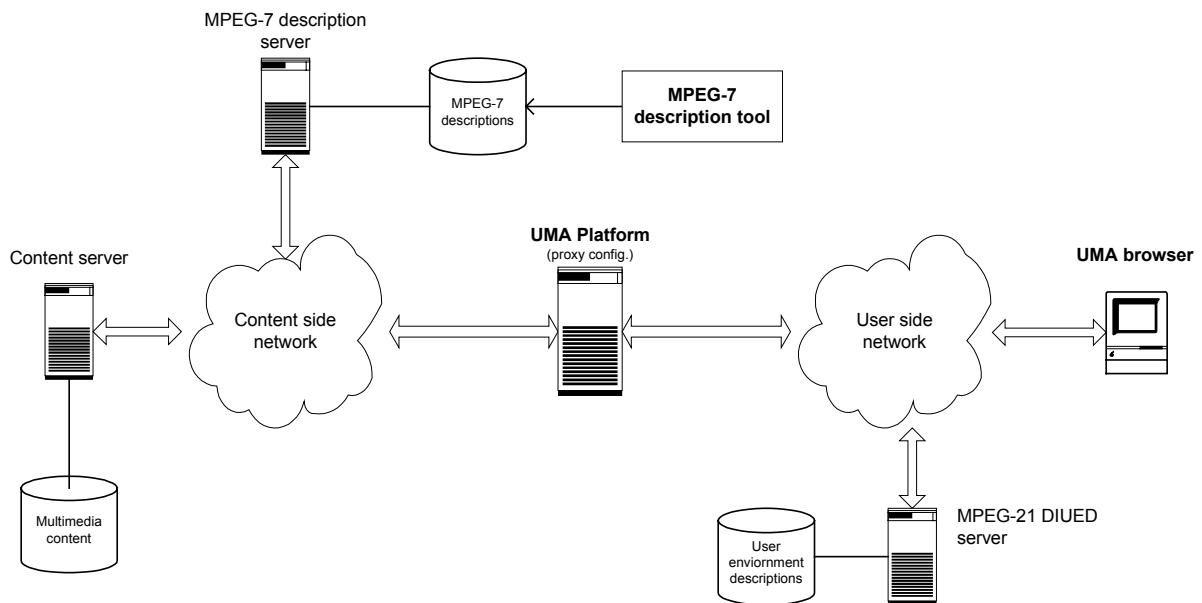 MPEG-7 description
server
MPEG-7
descriptions
MPEG-7
description tool
Content server
Content side
network
UMA Platform
(proxy config.)
User side
network
UMA browser
Multimedia
content
User
enviornment
descriptions
MPEG-21 DIUED
server